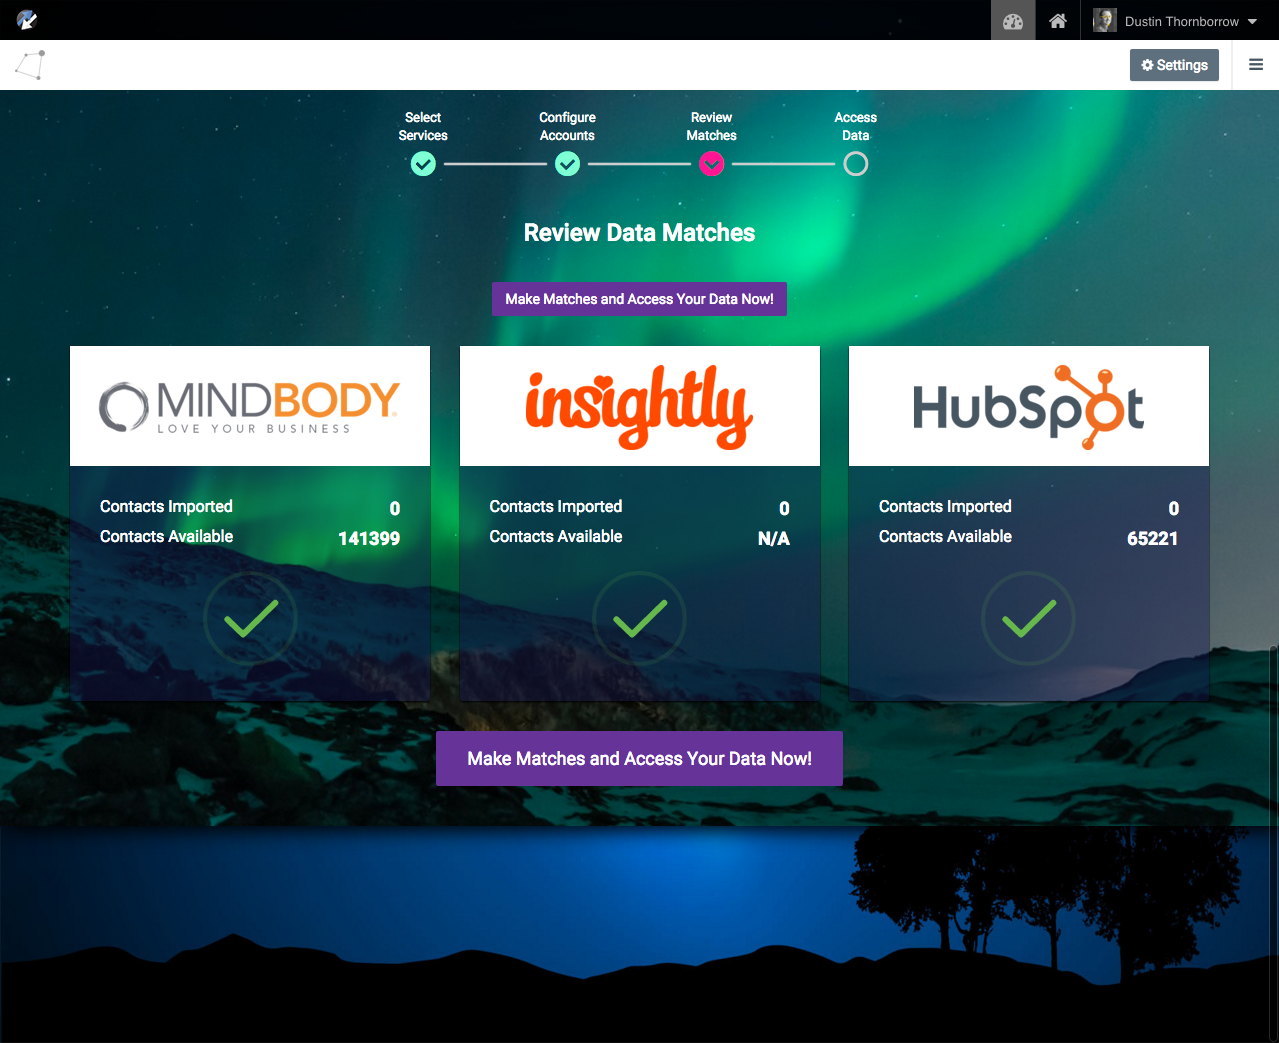 Dustin Thornborrow
Settings
Select
Services
Configure
Accounts
Review
Matches
Access
Data
Review Data Matches
Make Matches and Access Your Data Now!
MINDBODY
LOVE YOUR BUSINESS
insightly
HubSpot
Contacts Imported 0
Contacts Available 141399
Contacts Imported 0
Contacts Available N/A
Contacts Imported 0
Contacts Available 65221
Make Matches and Access Your Data Now!